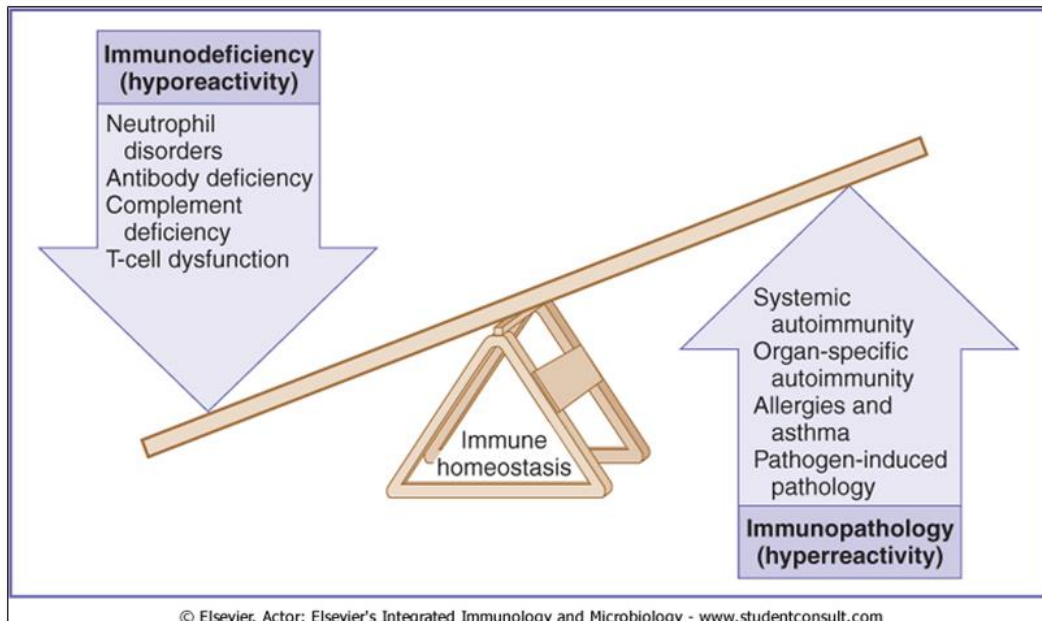 Immunodeficiency
(hyporeactivity)
Neutrophil
disorders
Antibody deficiency
Complement
deficiency
T-cell dysfunction
Immune
homeostasis
Systemic
autoimmunity
Organ-specific
autoimmunity
Allergies and
asthma
Pathogen-induced
pathology
Immunopathology
(hyperreactivity)
© Elsevier. Actor: Elsevier's Integrated Immunology and Microbiology - www.studentconsult.com